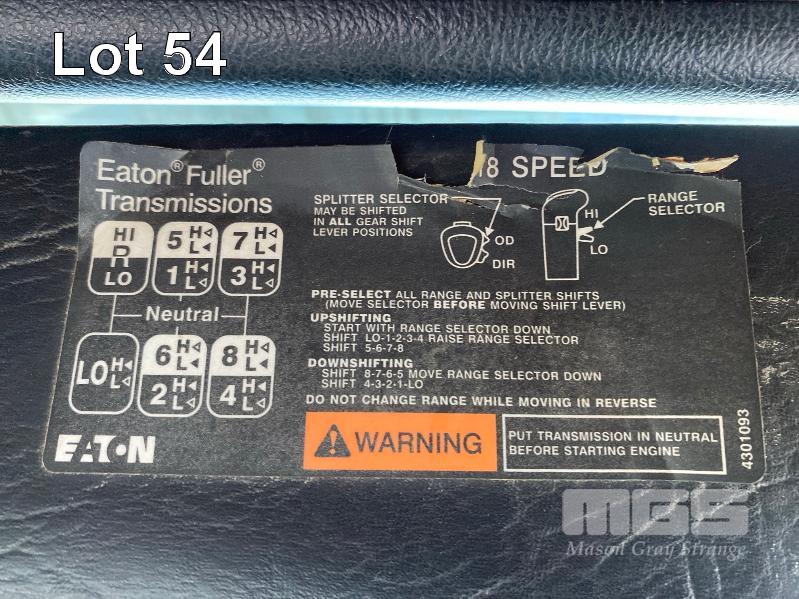 Lot 54
Eaton® Fuller®
Transmissions
18 SPEED
SPLITTER SELECTOR
MAY BE SHIFTED
IN ALL GEAR SHIFT
LEVER POSITIONS
OD
DIR
HI
LO
RANGE
SELECTOR
HI 5 H 7 H
R L L
LO 1 H 3 H
L L
Neutral
LO H 6 H 8 H
L L L
2 H 4 H
L L
PRE-SELECT ALL RANGE AND SPLITTER SHIFTS
(MOVE SELECTOR BEFORE MOVING SHIFT LEVER)
UPSHIFTING
START WITH RANGE SELECTOR DOWN
SHIFT LO-1-2-3-4 RAISE RANGE SELECTOR
SHIFT 5-6-7-8
DOWNSHIFTING
SHIFT 8-7-6-5 MOVE RANGE SELECTOR DOWN
SHIFT 4-3-2-1-LO
DO NOT CHANGE RANGE WHILE MOVING IN REVERSE
WARNING
PUT TRANSMISSION IN NEUTRAL
BEFORE STARTING ENGINE
4301093
EATON
MGS
Mason Gray Strange